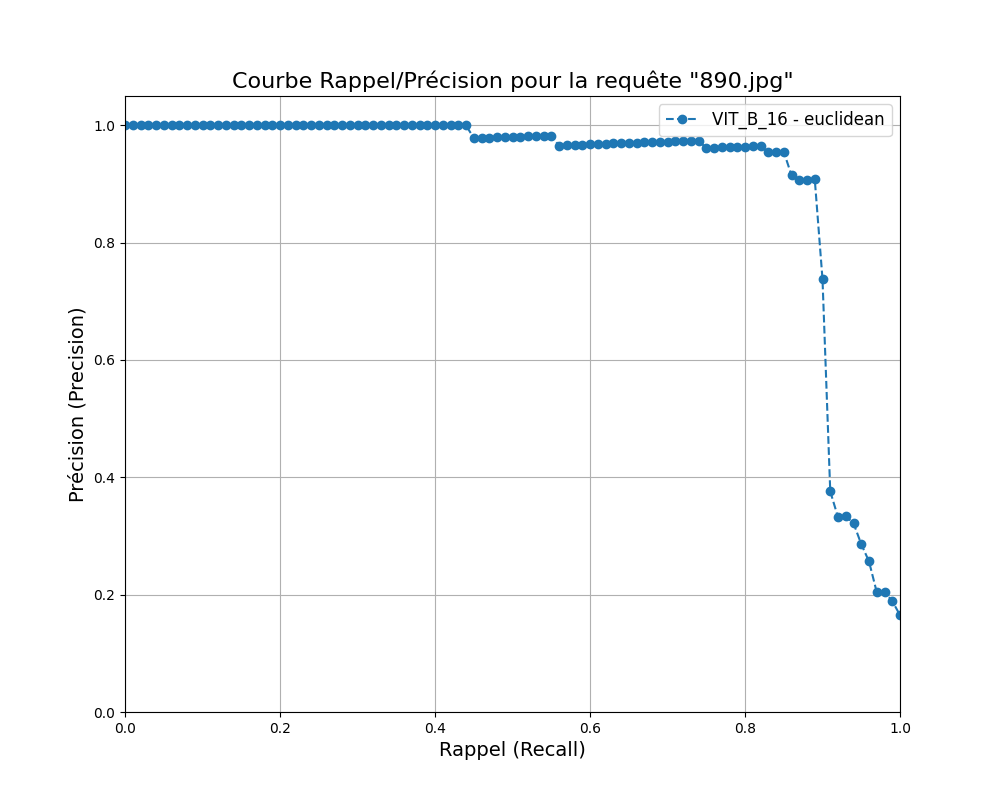 Courbe Rappel/Précision pour la requête "890.jpg"
VIT_B_16 - euclidean
Précision (Precision)
1.0
0.8
0.6
0.4
0.2
0.0
0.0 0.2 0.4 0.6 0.8 1.0
Rappel (Recall)